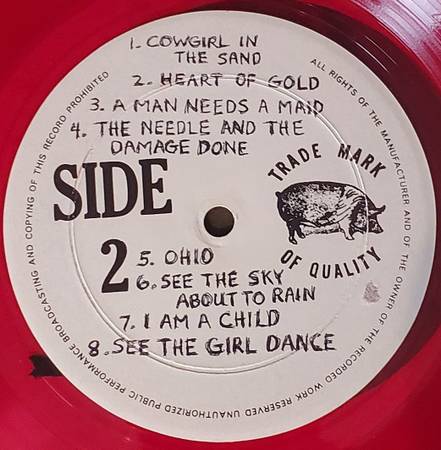 1. COWGIRL IN
THE SAND
2. HEART OF GOLD
3. A MAN NEEDS A MAID
4. THE NEEDLE AND THE
DAMAGE DONE
SIDE
2
TRADE MARK
OF QUALITY
5. OHIO
6. SEE THE SKY
ABOUT TO RAIN
7. I AM A CHILD
8. SEE THE GIRL DANCE
ALL RIGHTS OF THE MANUFACTURER AND OF THE OWNER OF THE RECORDED WORK RESERVED UNAUTHORIZED PUBLIC PERFORMANCE BROADCASTING AND COPYING OF THIS RECORD PROHIBITED